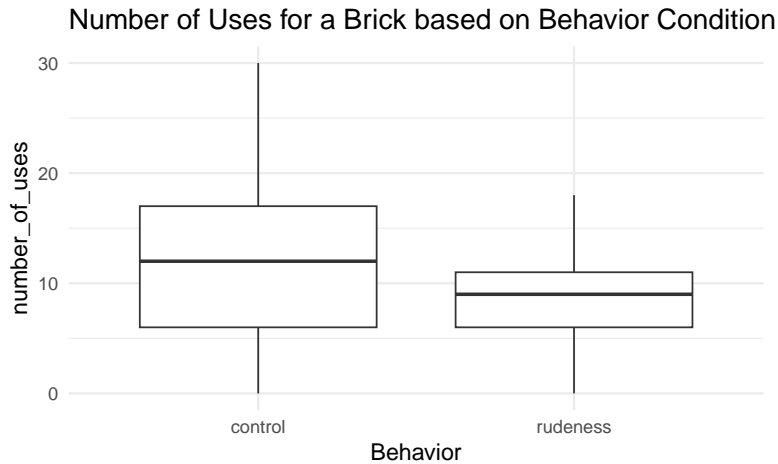 Number of Uses for a Brick based on Behavior Condition
30
20
10
0
number_of_uses
control
rudeness
Behavior